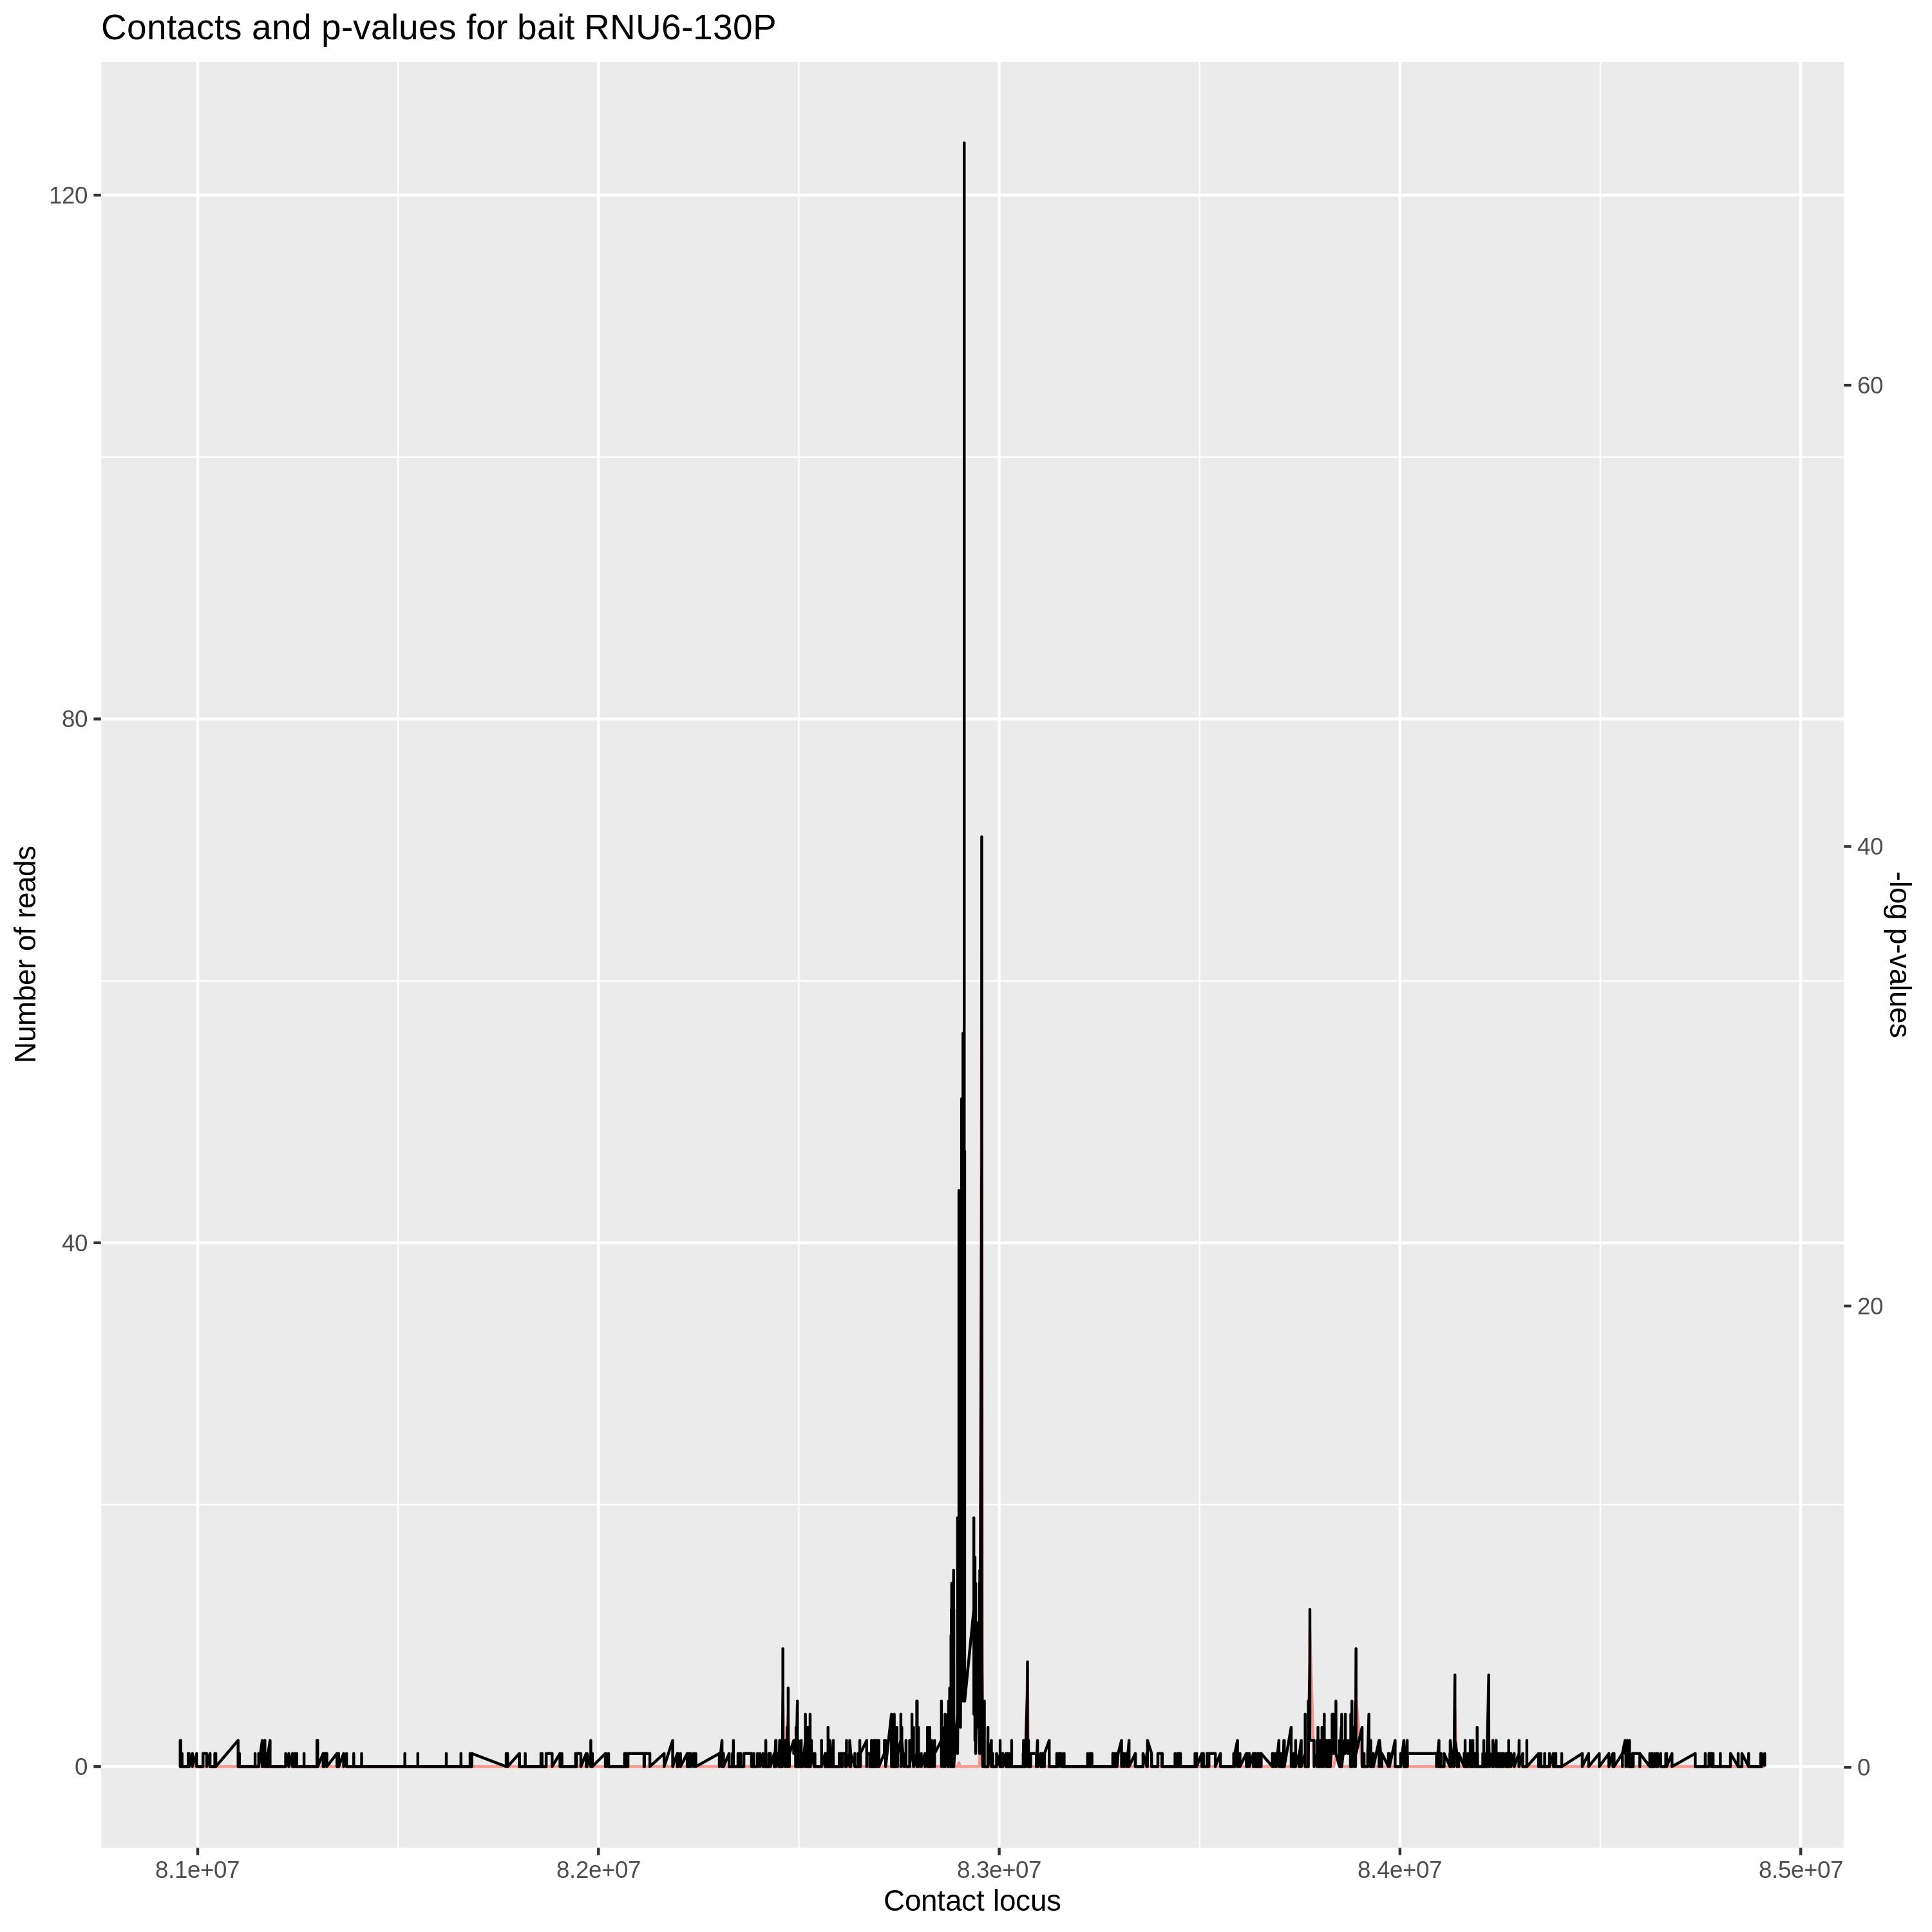 Contacts and p-values for bait RNU6-130P
120
80
40
0
Number of reads
60
40
20
0
-log p-values
8.1e+07
8.2e+07
8.3e+07
8.4e+07
8.5e+07
Contact locus